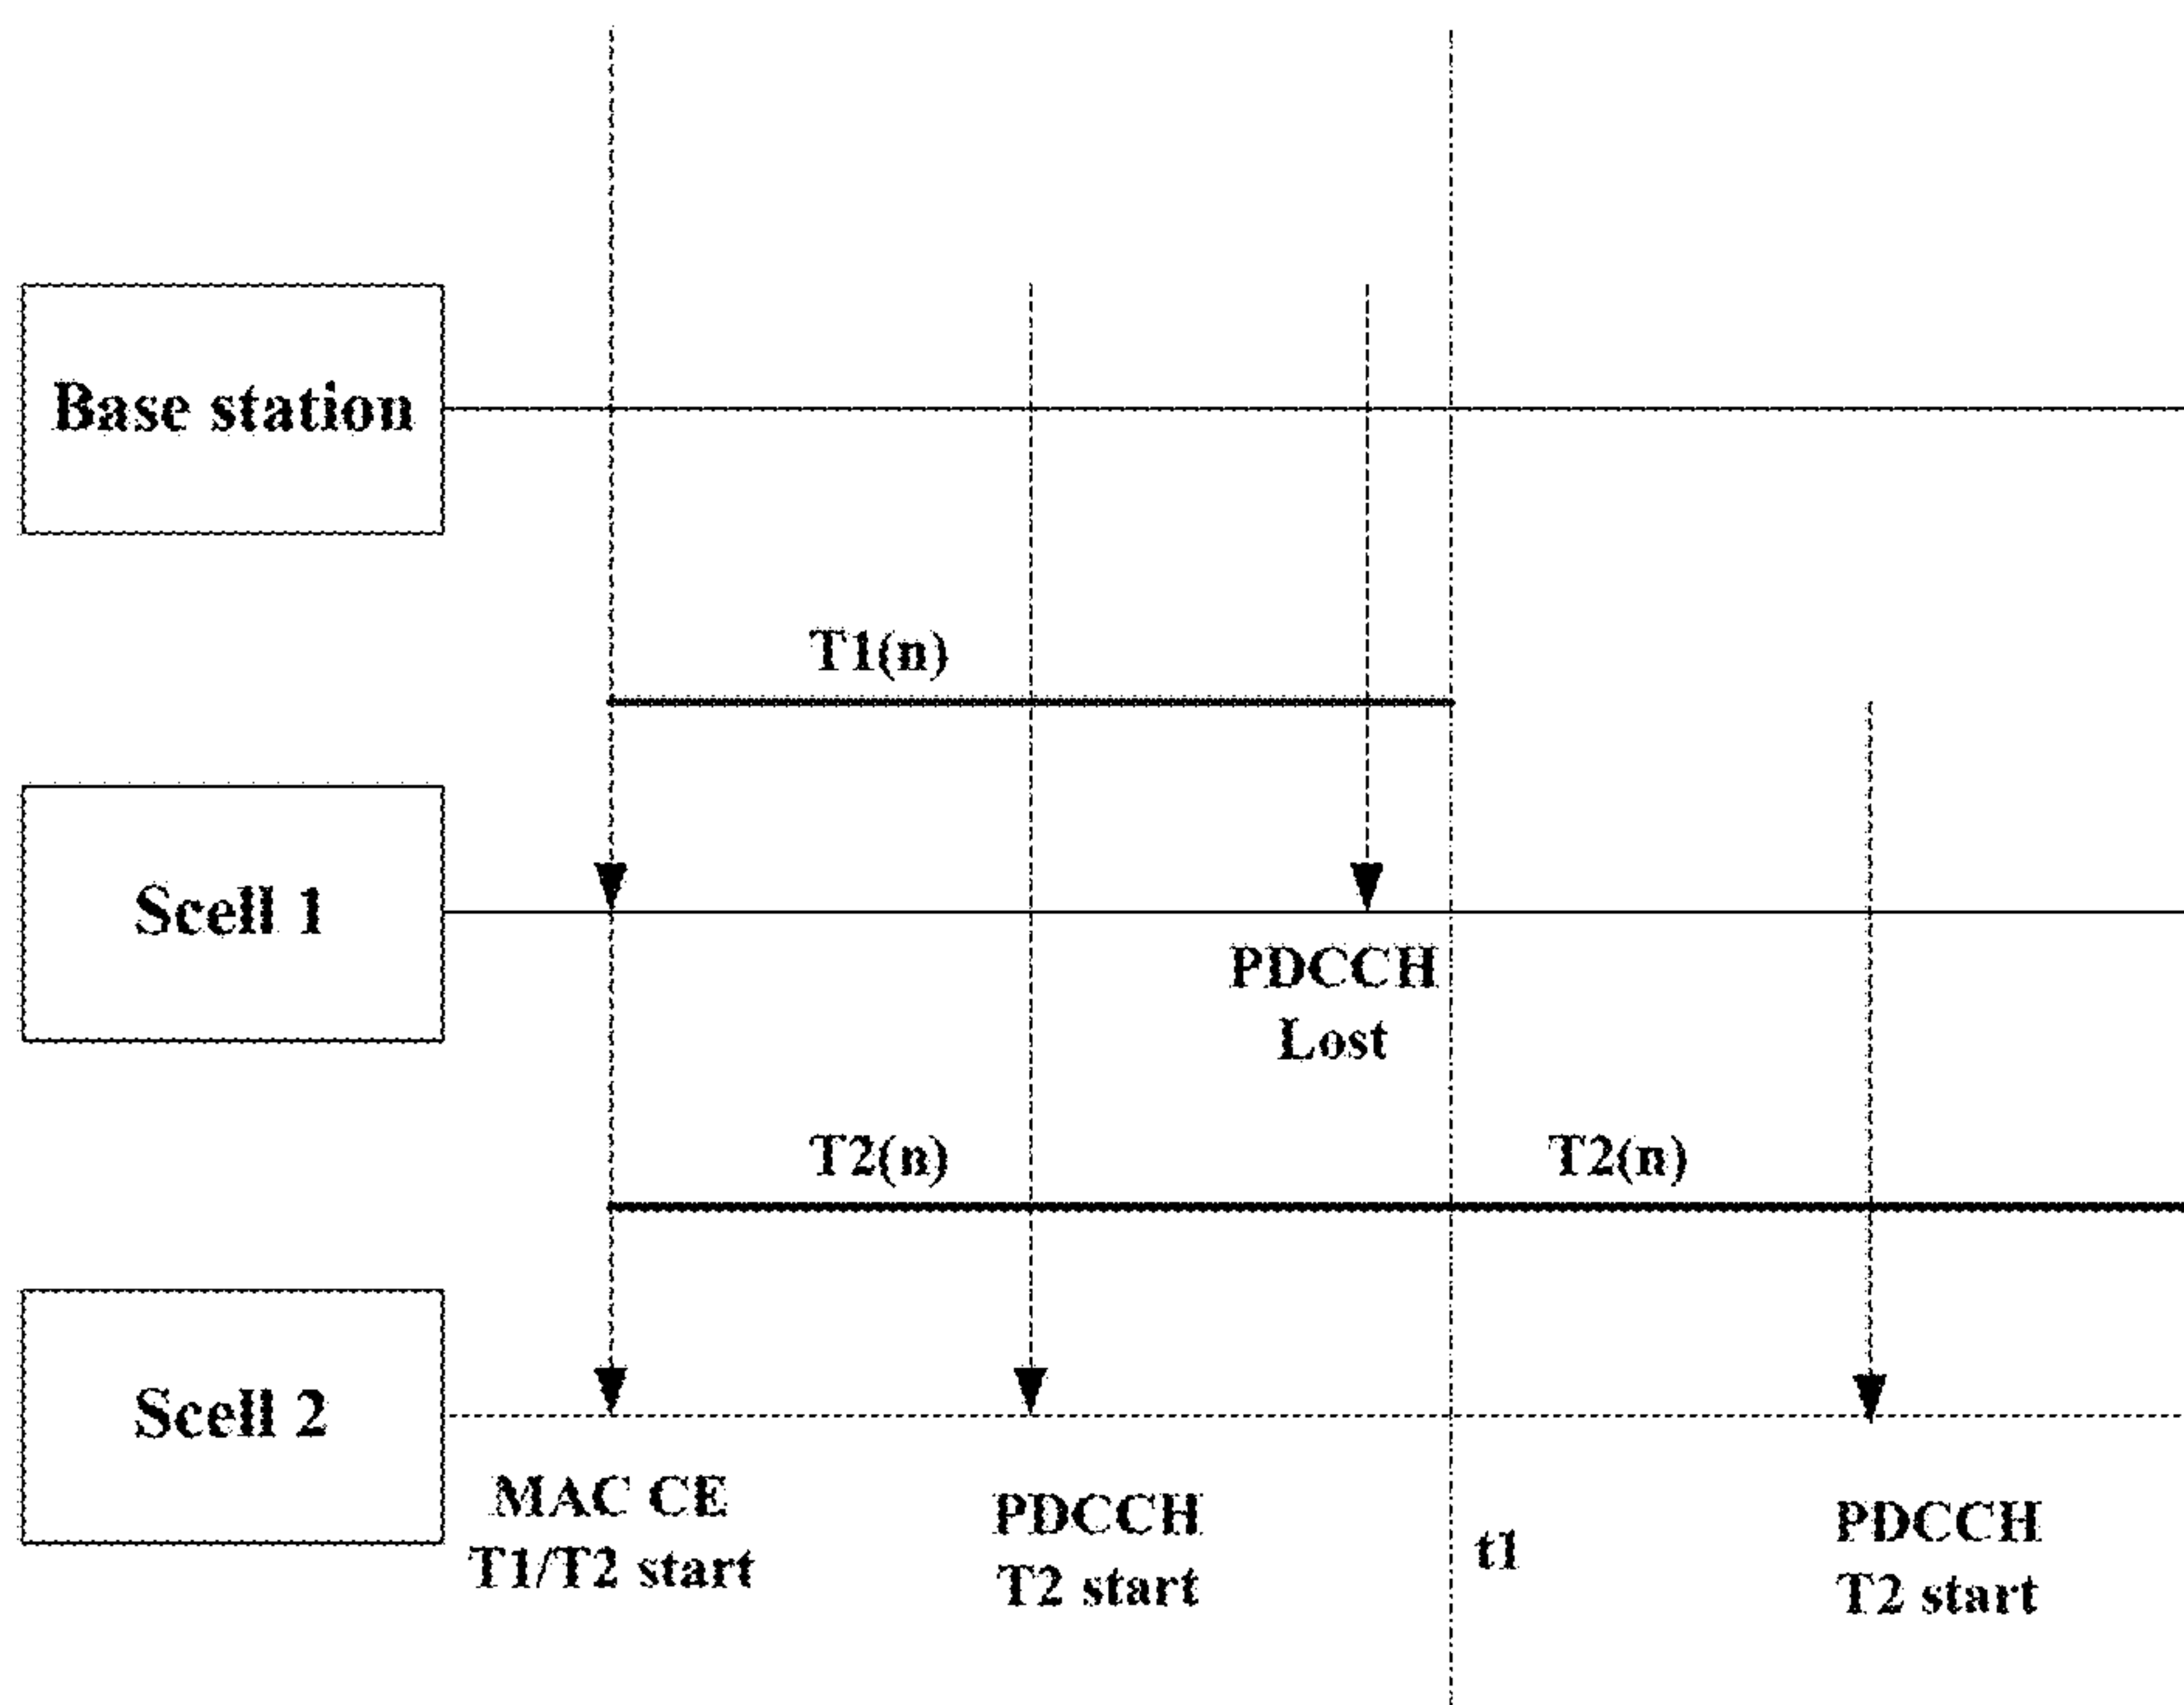 Base station
T1(n)
Scell 1
PDCCH
Lost
T2(n)
T2(n)
Scell 2
MAC CE
T1/T2 start
PDCCH
T2 start
t1
PDCCH
T2 start